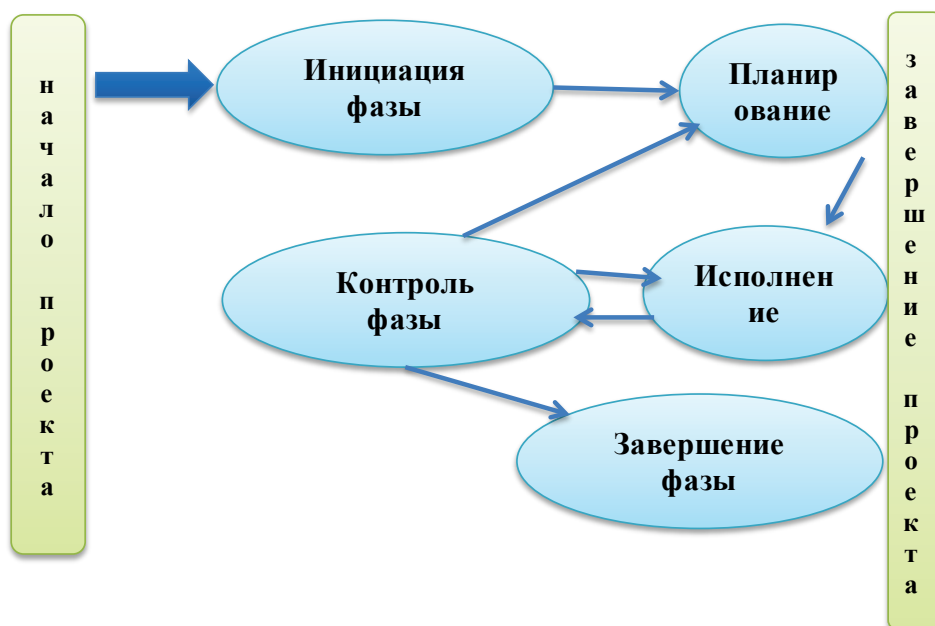 начало проекта
Инициация
фазы
Планир
ование
Контроль
фазы
Исполнен
ие
Завершение
фазы
завершение проекта